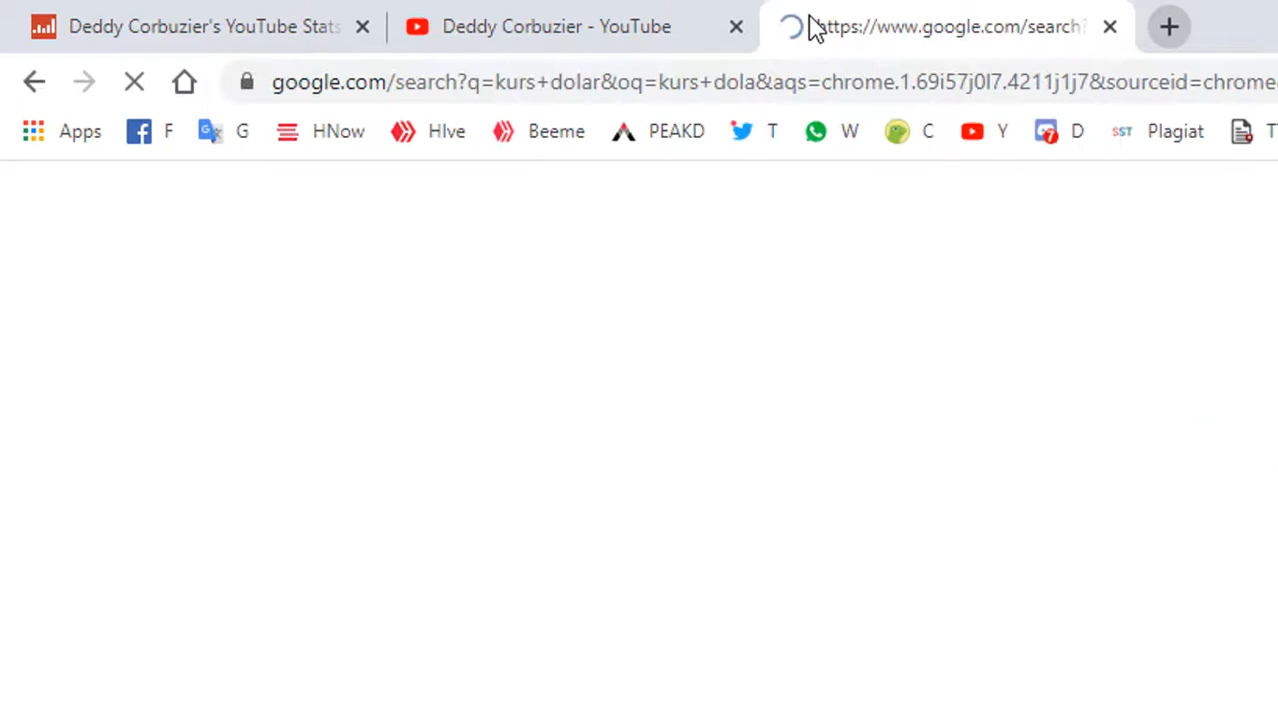 Deddy Corbuzier's YouTube Stats
Deddy Corbuzier - YouTube
https://www.google.com/search?
google.com/search?q=kurs+dolar&oq=kurs+dola&aqs=chrome.1.69i57j0l7.4211j1j7&sourceid=chrome
Apps F G HNow HIve Beeme PEAKD T W C Y D SST Plagiat